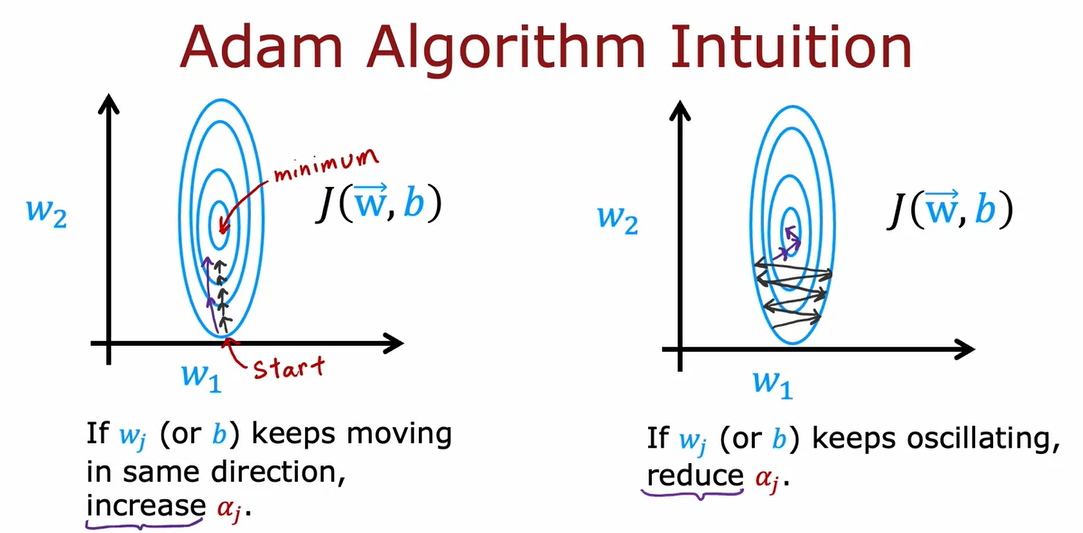 Adam Algorithm Intuition
minimum
J(w⃗, b)
w₂
start
w₁
If wⱼ (or b) keeps moving
in same direction,
increase αⱼ.
J(w⃗, b)
w₂
w₁
If wⱼ (or b) keeps oscillating,
reduce αⱼ.